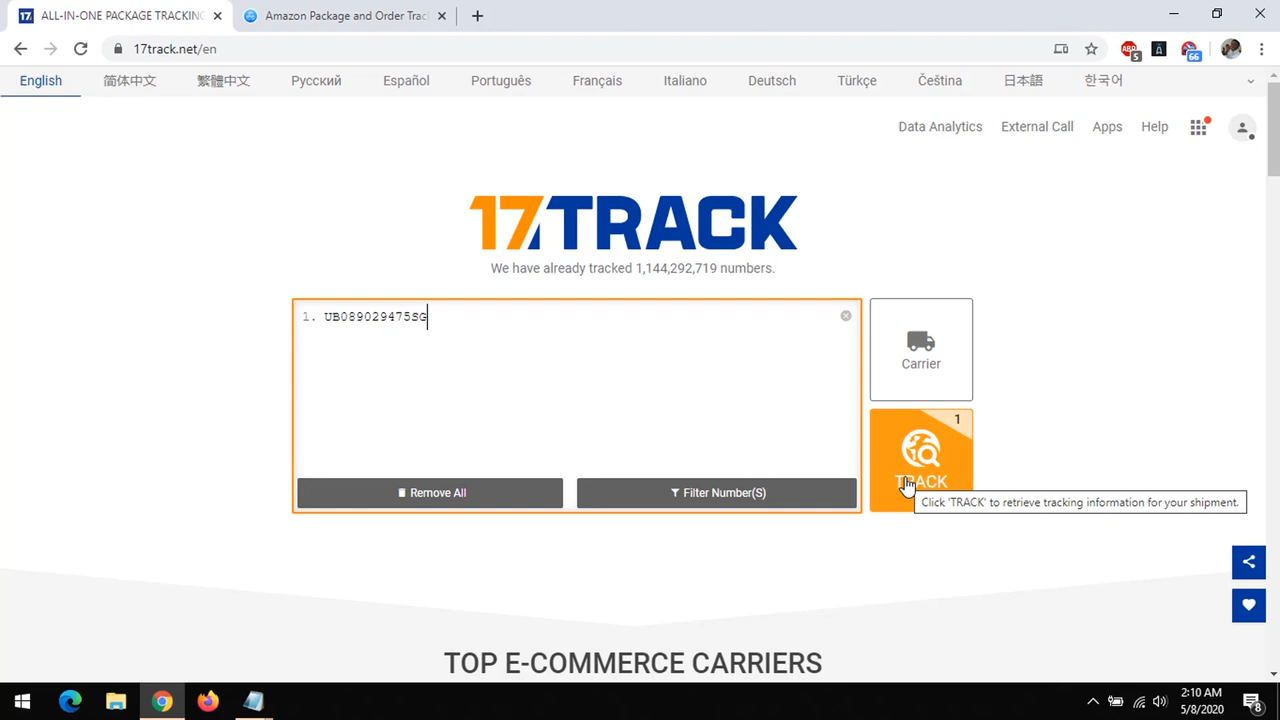 ALL-IN-ONE PACKAGE TRACKING
Amazon Package and Order Trac
17track.net/en
5
66
English
简体中文
繁體中文
Русский
Español
Português
Français
Italiano
Deutsch
Türkçe
Čeština
日本語
한국어
Data Analytics
External Call
Apps
Help
17TRACK
We have already tracked 1,144,292,719 numbers.
1. UB089029475SG
Carrier
1
TRACK
Click 'TRACK' to retrieve tracking information for your shipment.
Remove All
Filter Number(S)
TOP E-COMMERCE CARRIERS
2:10 AM
5/8/2020
8